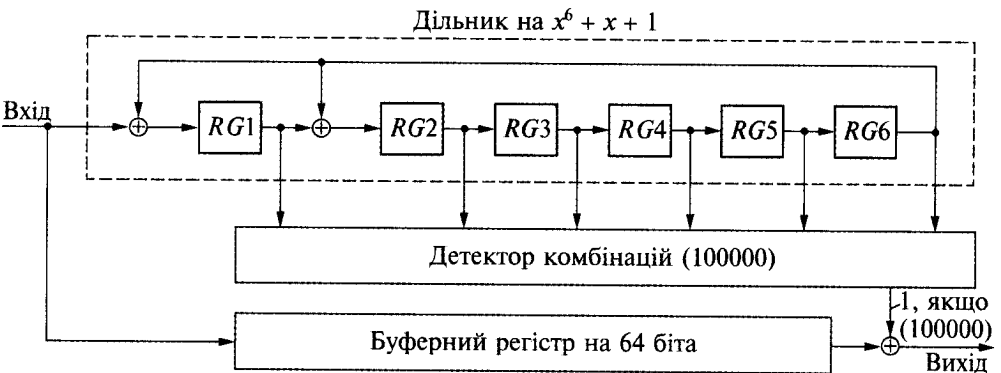 Дільник на x⁶ + x + 1
Вхід
RG1
RG2
RG3
RG4
RG5
RG6
Детектор комбінацій (100000)
1, якщо
(100000)
Буферний регістр на 64 біта
Вихід